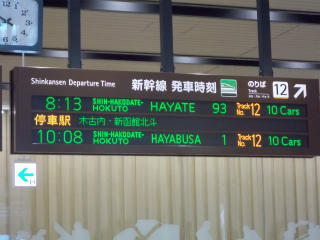 Shinkansen Departure Time 新幹線 発車時刻 のりば Track 12
8:13 SHIN-HAKODATE-HOKUTO HAYATE 93 Track No. 12 10 Cars
停車駅 木古内・新函館北斗
10:08 SHIN-HAKODATE-HOKUTO HAYABUSA 1 Track No. 12 10 Cars